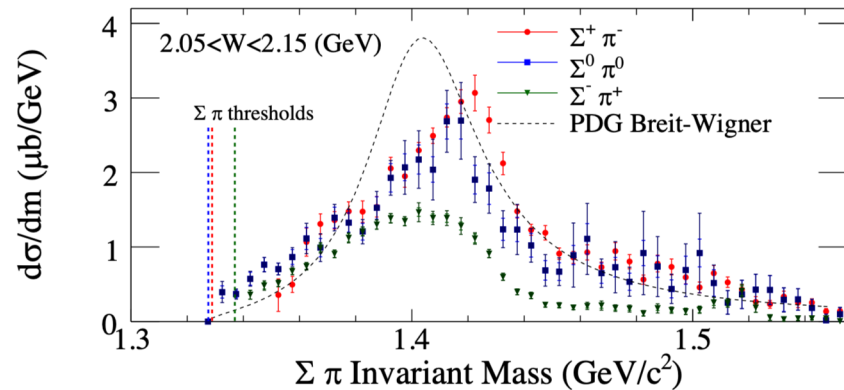 4
2.05<W<2.15 (GeV)
Σ⁺ π⁻
Σ⁰ π⁰
Σ⁻ π⁺
PDG Breit-Wigner
Σ π thresholds
3
2
1
0
dσ/dm (μb/GeV)
1.3 1.4 1.5
Σ π Invariant Mass (GeV/c²)